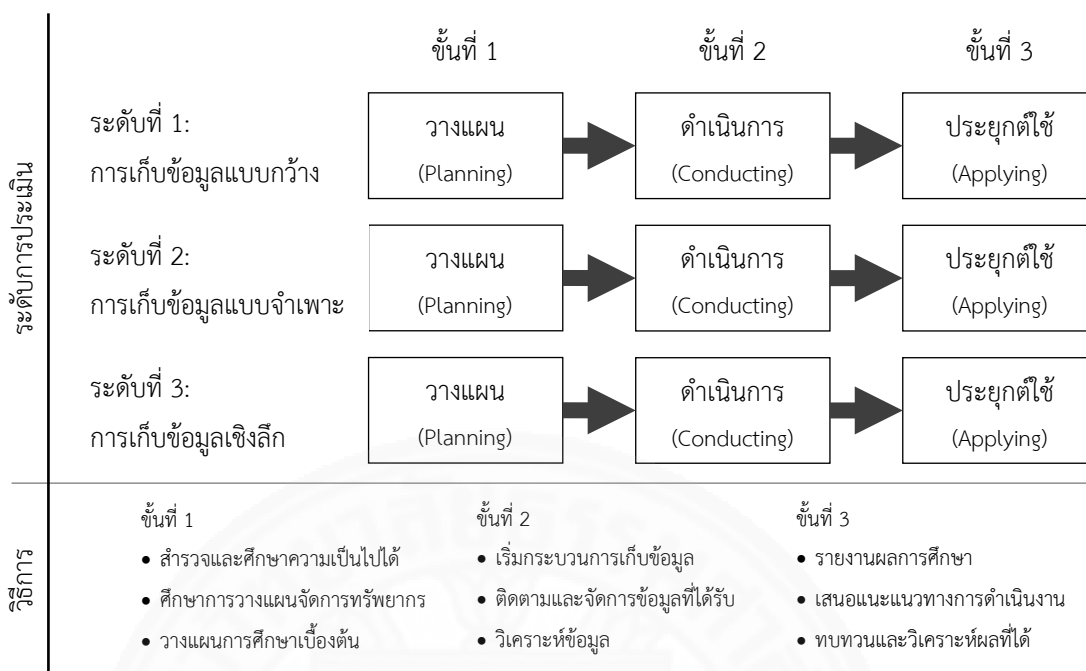 ขั้นที่ 1 ขั้นที่ 2 ขั้นที่ 3
ระดับการประเมิน
ระดับที่ 1:
การเก็บข้อมูลแบบกว้าง
วางแผน
(Planning)
ดำเนินการ
(Conducting)
ประยุกต์ใช้
(Applying)
ระดับที่ 2:
การเก็บข้อมูลแบบจำเพาะ
วางแผน
(Planning)
ดำเนินการ
(Conducting)
ประยุกต์ใช้
(Applying)
ระดับที่ 3:
การเก็บข้อมูลเชิงลึก
วางแผน
(Planning)
ดำเนินการ
(Conducting)
ประยุกต์ใช้
(Applying)
วิธีการ
ขั้นที่ 1
• สำรวจและศึกษาความเป็นไปได้
• ศึกษาการวางแผนจัดการทรัพยากร
• วางแผนการศึกษาเบื้องต้น
ขั้นที่ 2
• เริ่มกระบวนการเก็บข้อมูล
• ติดตามและจัดการข้อมูลที่ได้รับ
• วิเคราะห์ข้อมูล
ขั้นที่ 3
• รายงานผลการศึกษา
• เสนอแนะแนวทางการดำเนินงาน
• ทบทวนและวิเคราะห์ผลที่ได้